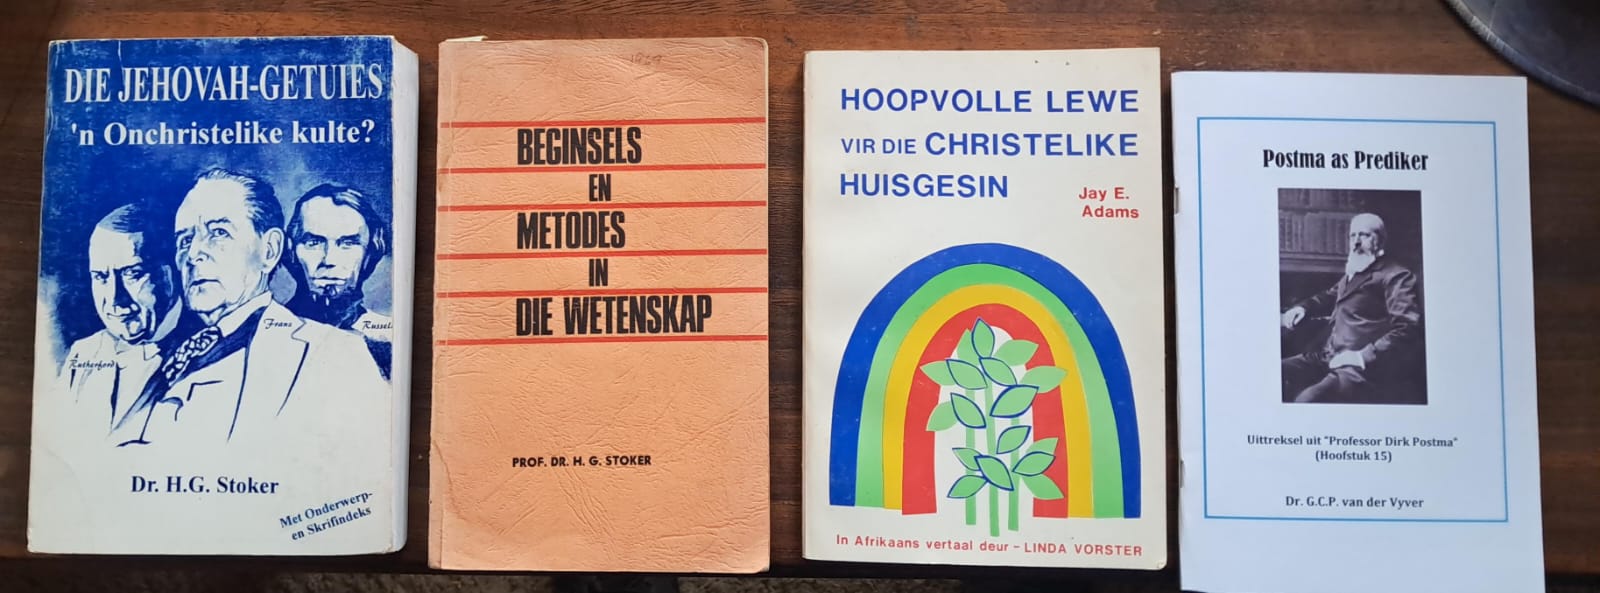 DIE JEHOVAH-GETUIES
'n Onchristelike kulte?
Franz
Russel
Rutherford
Dr. H.G. Stoker
Met Onderwerp-
en Skrifindeks
1969
BEGINSELS
EN
METODES
IN
DIE WETENSKAP
PROF. DR. H. G. STOKER
HOOPVOLLE LEWE
VIR DIE CHRISTELIKE
HUISGESIN
Jay E.
Adams
In Afrikaans vertaal deur - LINDA VORSTER
Postma as Prediker
Uittreksel uit "Professor Dirk Postma"
(Hoofstuk 15)
Dr. G.C.P. van der Vyver